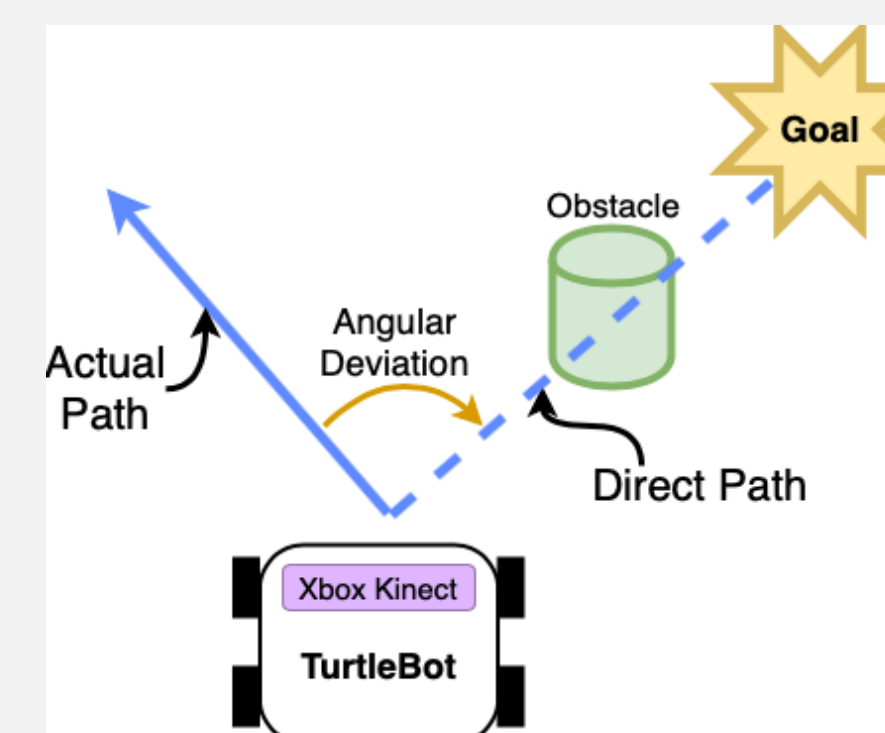 Goal
Obstacle
Angular
Deviation
Actual
Path
Direct Path
Xbox Kinect
TurtleBot